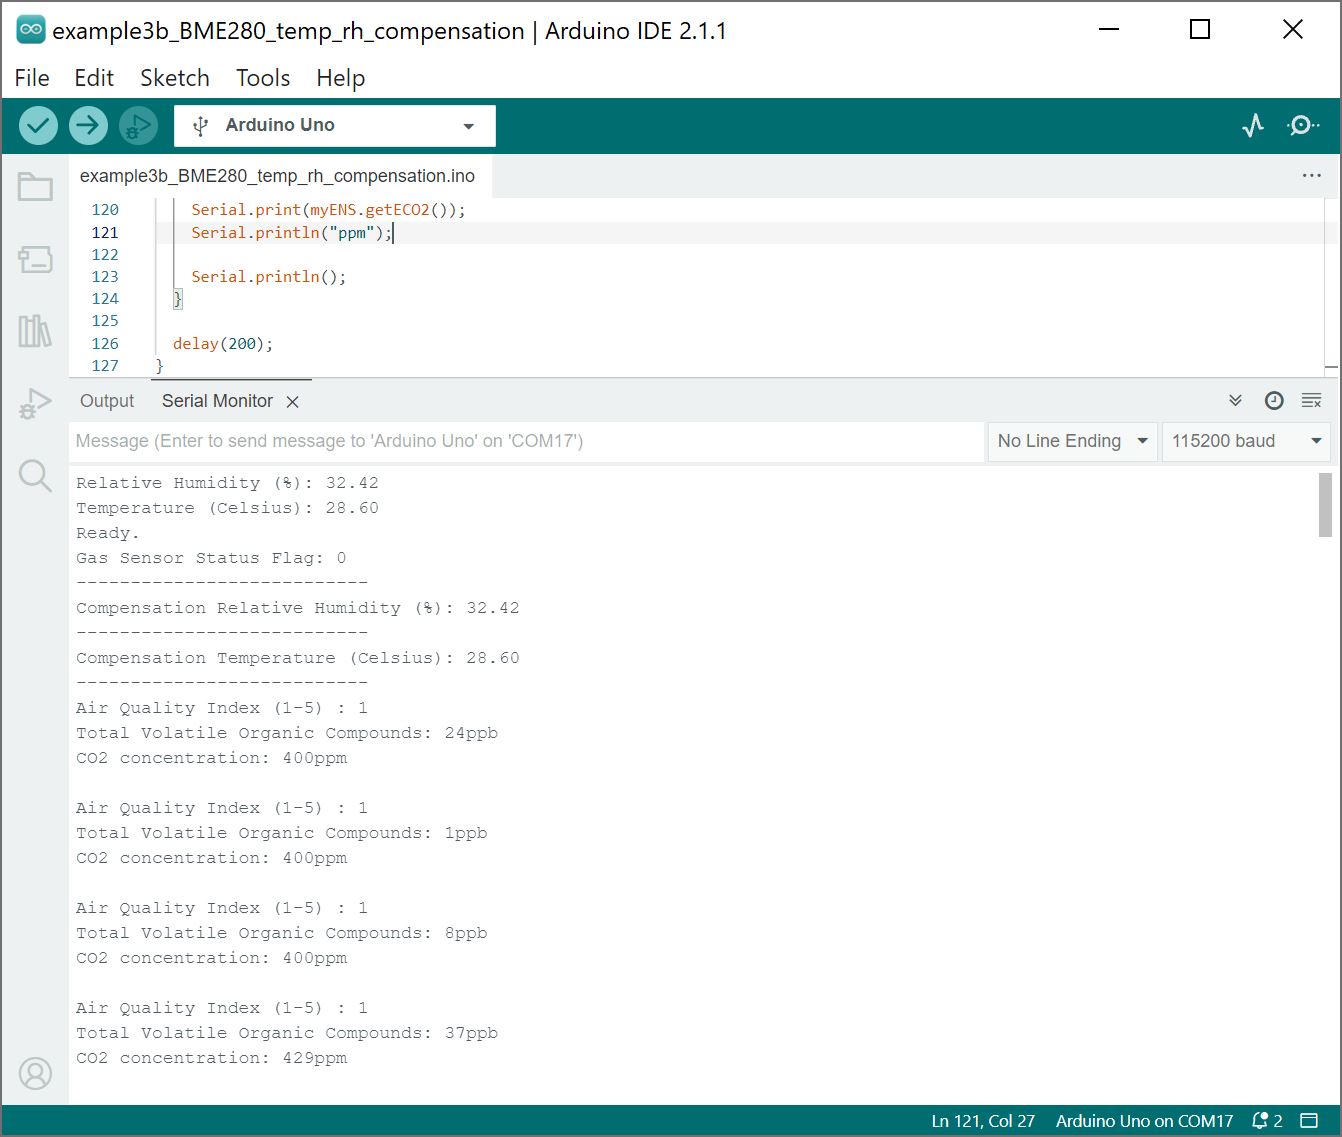 example3b_BME280_temp_rh_compensation | Arduino IDE 2.1.1
File Edit Sketch Tools Help
Arduino Uno
example3b_BME280_temp_rh_compensation.ino
120 Serial.print(myENS.getECO2());
121 Serial.println("ppm");
122
123 Serial.println();
124 }
125
126 delay(200);
127 }
Output Serial Monitor
Message (Enter to send message to 'Arduino Uno' on 'COM17') No Line Ending 115200 baud
Relative Humidity (%): 32.42
Temperature (Celsius): 28.60
Ready.
Gas Sensor Status Flag: 0
---------------------------
Compensation Relative Humidity (%): 32.42
---------------------------
Compensation Temperature (Celsius): 28.60
---------------------------
Air Quality Index (1-5) : 1
Total Volatile Organic Compounds: 24ppb
CO2 concentration: 400ppm
Air Quality Index (1-5) : 1
Total Volatile Organic Compounds: 1ppb
CO2 concentration: 400ppm
Air Quality Index (1-5) : 1
Total Volatile Organic Compounds: 8ppb
CO2 concentration: 400ppm
Air Quality Index (1-5) : 1
Total Volatile Organic Compounds: 37ppb
CO2 concentration: 429ppm
Ln 121, Col 27 Arduino Uno on COM17 2